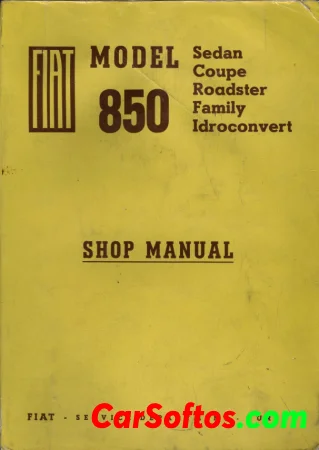 FIAT
MODEL
850
Sedan
Coupe
Roadster
Family
Idroconvert
SHOP MANUAL
FIAT -
CarSoftos.com